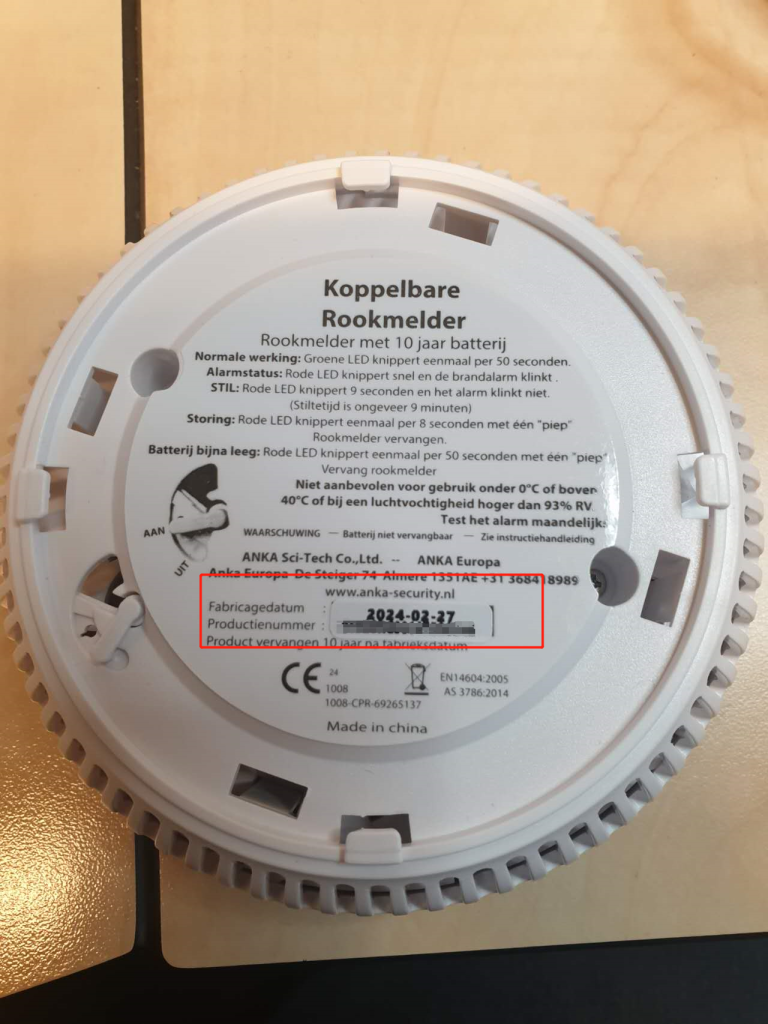 Koppelbare
Rookmelder
Rookmelder met 10 jaar batterij
Normale werking: Groene LED knippert eenmaal per 50 seconden.
Alarmstatus: Rode LED knippert snel en de brandalarm klinkt .
STIL: Rode LED knippert 9 seconden en het alarm klinkt niet.
(Stiltetijd is ongeveer 9 minuten)
Storing: Rode LED knippert eenmaal per 8 seconden met één "piep"
Rookmelder vervangen.
Batterij bijna leeg: Rode LED knippert eenmaal per 50 seconden met één "piep"
Vervang rookmelder
Niet aanbevolen voor gebruik onder 0°C of boven
40°C of bij een luchtvochtigheid hoger dan 93% RV.
Test het alarm maandelijks
AAN
UIT
WAARSCHUWING — Batterij niet vervangbaar — Zie instructiehandleiding
ANKA Sci-Tech Co.,Ltd. -- ANKA Europa
Anka Europa De Steiger 74 Almere 1351AE +31 368418989
www.anka-security.nl
Fabricagedatum : 2024-02-27
Productienummer :
Product vervangen 10 jaar na fabrieksdatum
CE 24
1008
1008-CPR-69265137
EN14604:2005
AS 3786:2014
Made in china